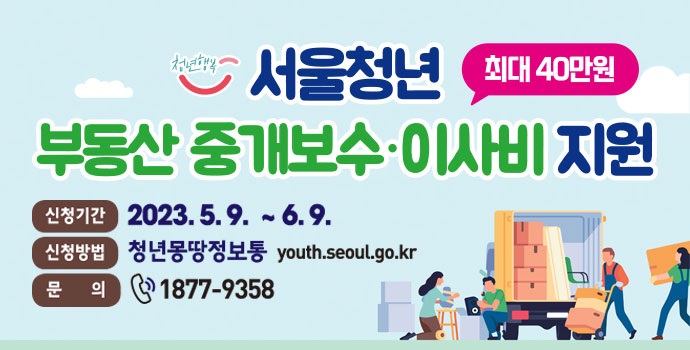 청년행복
서울청년
최대 40만원
부동산 중개보수·이사비 지원
신청기간 2023. 5. 9. ~ 6. 9.
신청방법 청년몽땅정보통 youth.seoul.go.kr
문 의 1877-9358